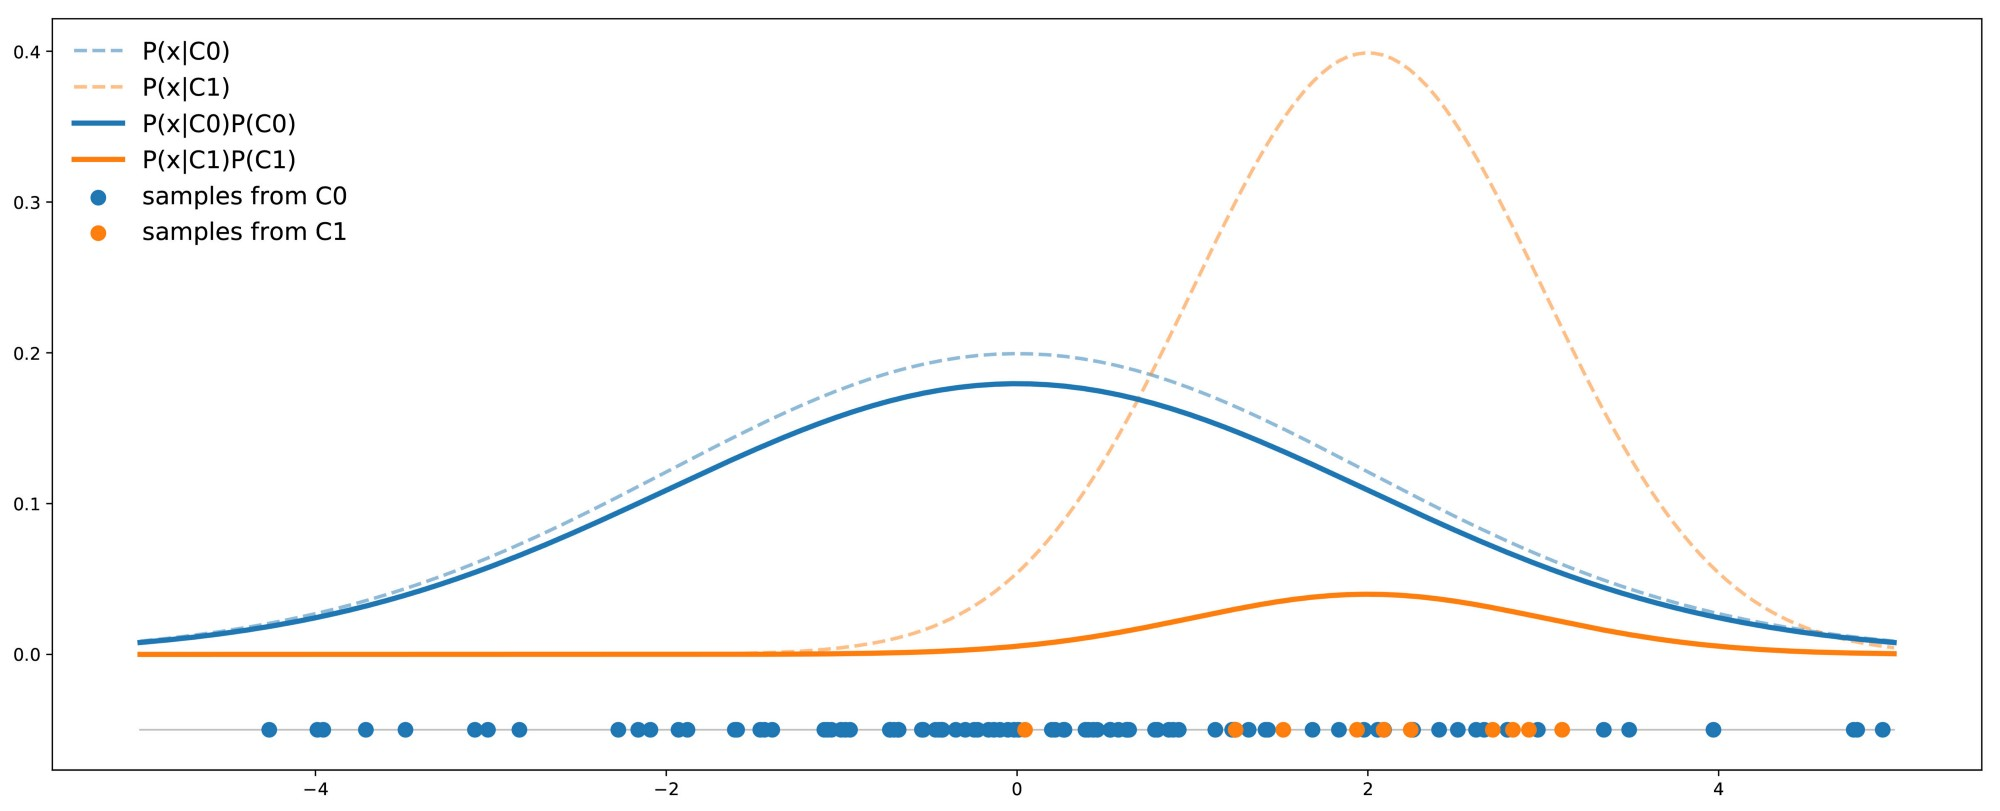 P(x|C0)
P(x|C1)
P(x|C0)P(C0)
P(x|C1)P(C1)
samples from C0
samples from C1
0.4
0.3
0.2
0.1
0.0
−4
−2
0
2
4